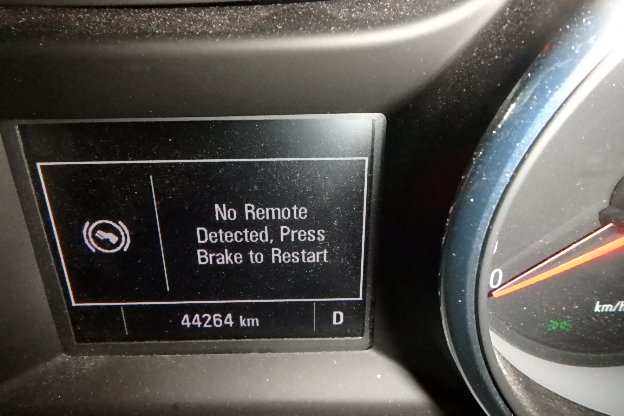 No Remote
Detected, Press
Brake to Restart
44264 km
D
0
km/h